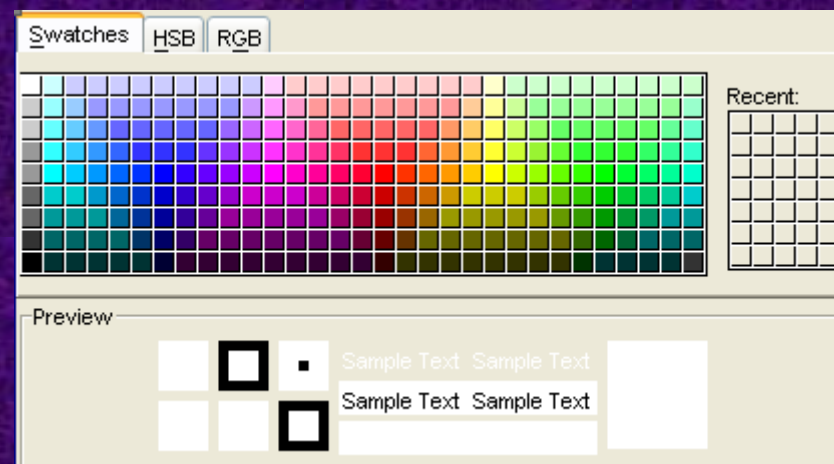 Swatches HSB RGB
Recent:
Preview
Sample Text Sample Text
Sample Text Sample Text